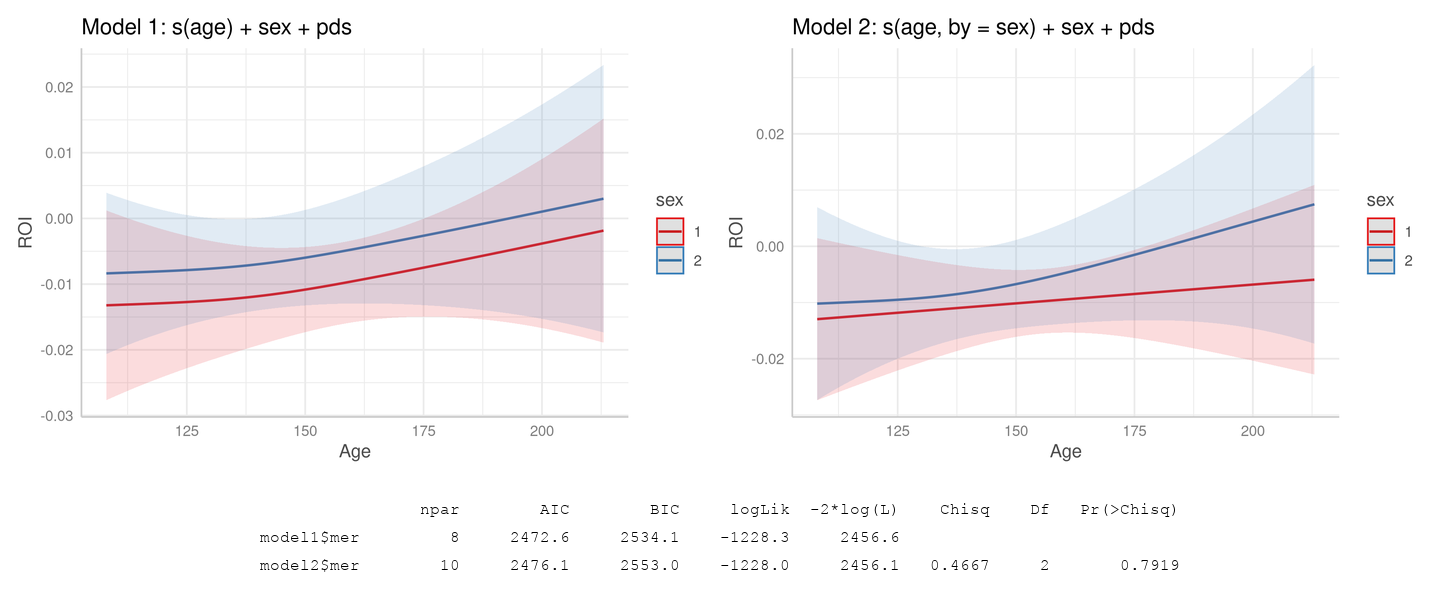 Model 1: s(age) + sex + pds
0.02
0.01
0.00
-0.01
-0.02
-0.03
ROI
125 150 175 200
Age
sex
1
2
Model 2: s(age, by = sex) + sex + pds
0.02
0.00
-0.02
ROI
125 150 175 200
Age
sex
1
2
npar AIC BIC logLik -2*log(L) Chisq Df Pr(>Chisq)
model1$mer 8 2472.6 2534.1 -1228.3 2456.6
model2$mer 10 2476.1 2553.0 -1228.0 2456.1 0.4667 2 0.7919